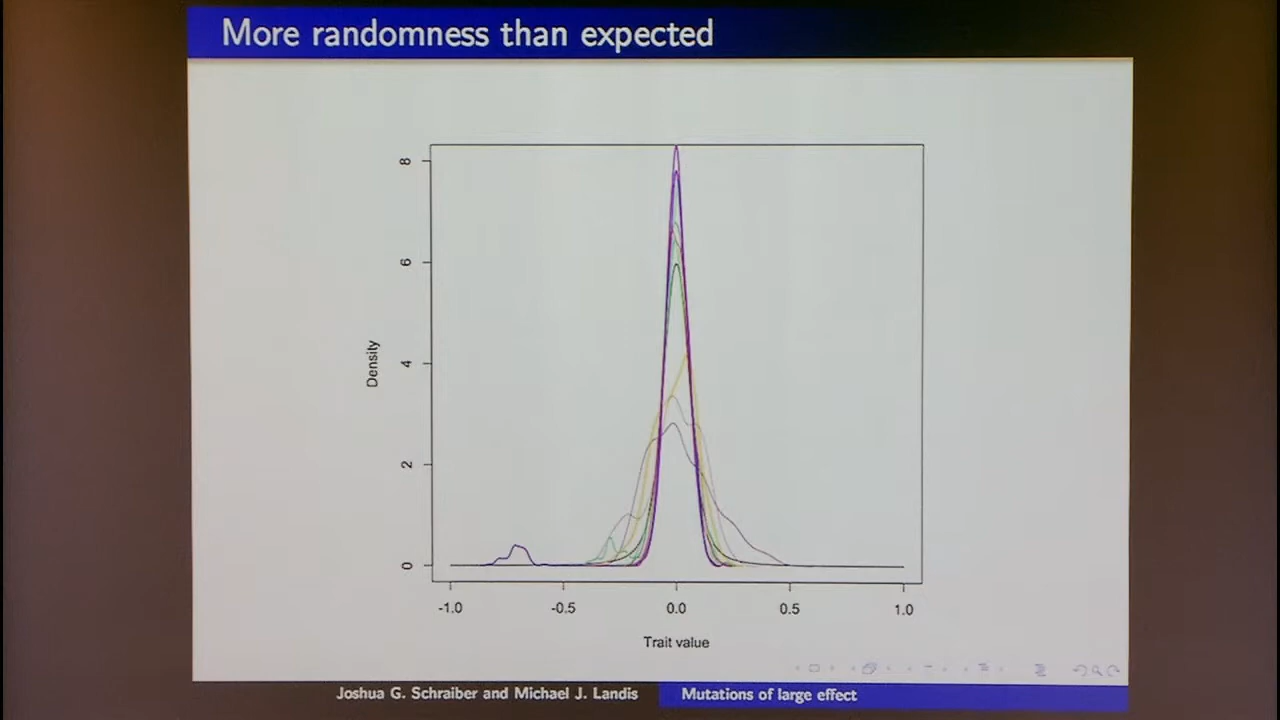 More randomness than expected
8
6
4
2
0
Density
-1.0 -0.5 0.0 0.5 1.0
Trait value
Joshua G. Schraiber and Michael J. Landis Mutations of large effect